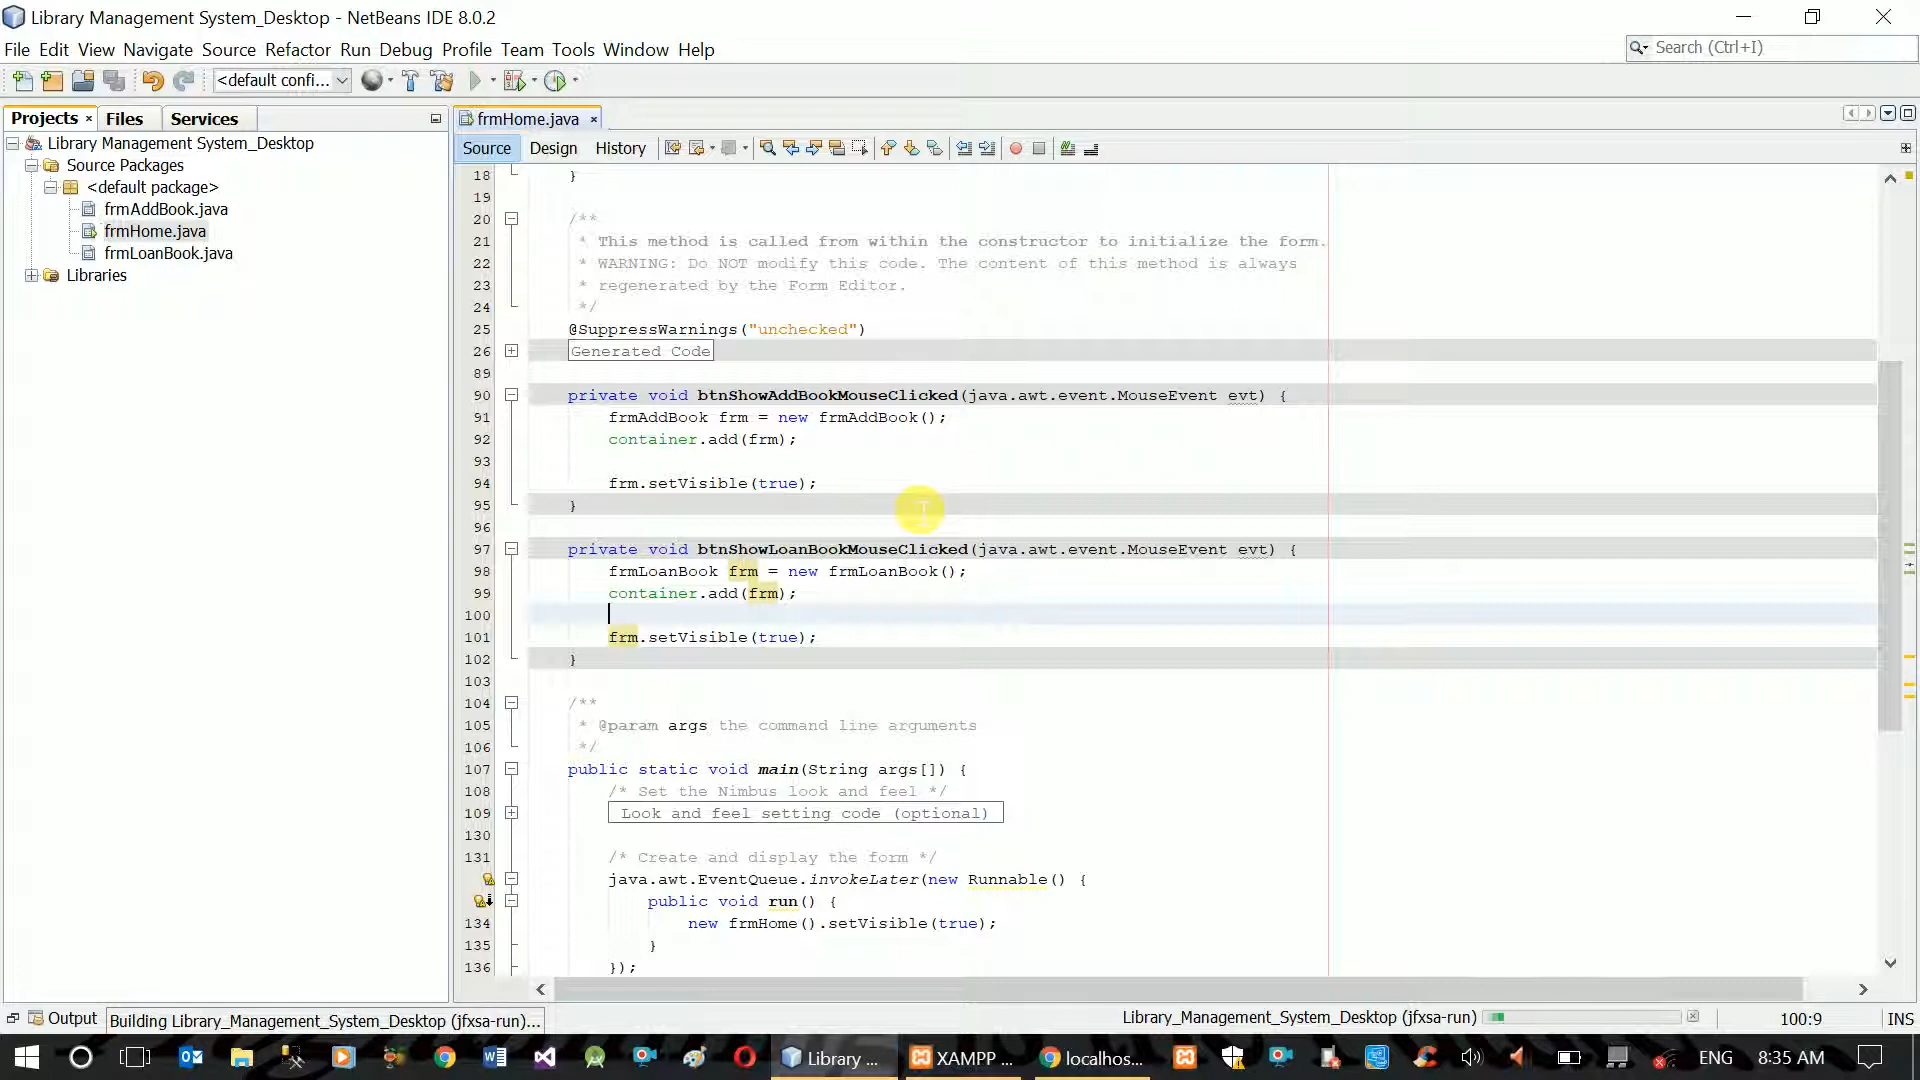 Library Management System_Desktop - NetBeans IDE 8.0.2
File Edit View Navigate Source Refactor Run Debug Profile Team Tools Window Help
Search (Ctrl+I)
<default confi...
Projects Files Services
frmHome.java
Source Design History
Library Management System_Desktop
Source Packages
<default package>
frmAddBook.java
frmHome.java
frmLoanBook.java
Libraries
18 }
19
20 /**
21 * This method is called from within the constructor to initialize the form.
22 * WARNING: Do NOT modify this code. The content of this method is always
23 * regenerated by the Form Editor.
24 */
25 @SuppressWarnings("unchecked")
26 Generated Code
89
90 private void btnShowAddBookMouseClicked(java.awt.event.MouseEvent evt) {
91 frmAddBook frm = new frmAddBook();
92 container.add(frm);
93
94 frm.setVisible(true);
95 }
96
97 private void btnShowLoanBookMouseClicked(java.awt.event.MouseEvent evt) {
98 frmLoanBook frm = new frmLoanBook();
99 container.add(frm);
100
101 frm.setVisible(true);
102 }
103
104 /**
105 * @param args the command line arguments
106 */
107 public static void main(String args[]) {
108 /* Set the Nimbus look and feel */
109 Look and feel setting code (optional)
130
131 /* Create and display the form */
java.awt.EventQueue.invokeLater(new Runnable() {
public void run() {
134 new frmHome().setVisible(true);
135 }
136 });
Output
Building Library_Management_System_Desktop (jfxsa-run)...
Library_Management_System_Desktop (jfxsa-run)
100:9
INS
Library ...
XAMPP ...
localhos...
ENG
8:35 AM